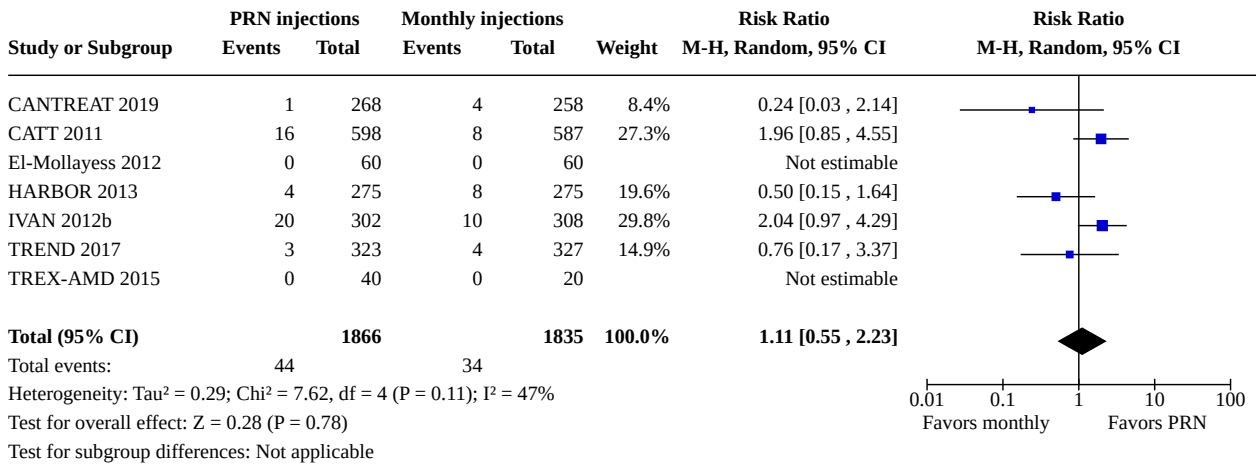 PRN injections Monthly injections Risk Ratio Risk Ratio
Study or Subgroup Events Total Events Total Weight M-H, Random, 95% CI M-H, Random, 95% CI
CANTREAT 2019 1 268 4 258 8.4% 0.24 [0.03 , 2.14]
CATT 2011 16 598 8 587 27.3% 1.96 [0.85 , 4.55]
El-Mollayess 2012 0 60 0 60 Not estimable
HARBOR 2013 4 275 8 275 19.6% 0.50 [0.15 , 1.64]
IVAN 2012b 20 302 10 308 29.8% 2.04 [0.97 , 4.29]
TREND 2017 3 323 4 327 14.9% 0.76 [0.17 , 3.37]
TREX-AMD 2015 0 40 0 20 Not estimable
Total (95% CI) 1866 1835 100.0% 1.11 [0.55 , 2.23]
Total events: 44 34
Heterogeneity: Tau² = 0.29; Chi² = 7.62, df = 4 (P = 0.11); I² = 47%
0.01 0.1 1 10 100
Test for overall effect: Z = 0.28 (P = 0.78)
Favors monthly Favors PRN
Test for subgroup differences: Not applicable